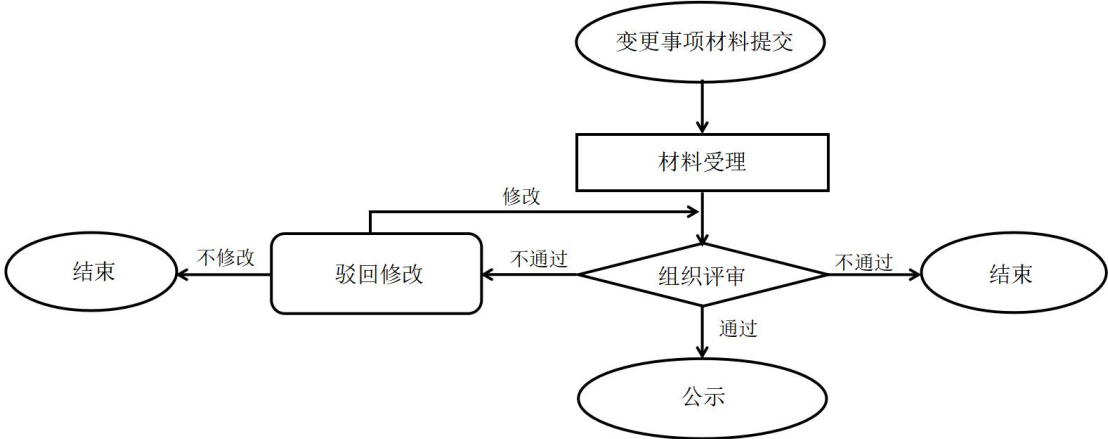 变更事项材料提交
材料受理
修改
结束
不修改
驳回修改
不通过
组织评审
不通过
结束
通过
公示